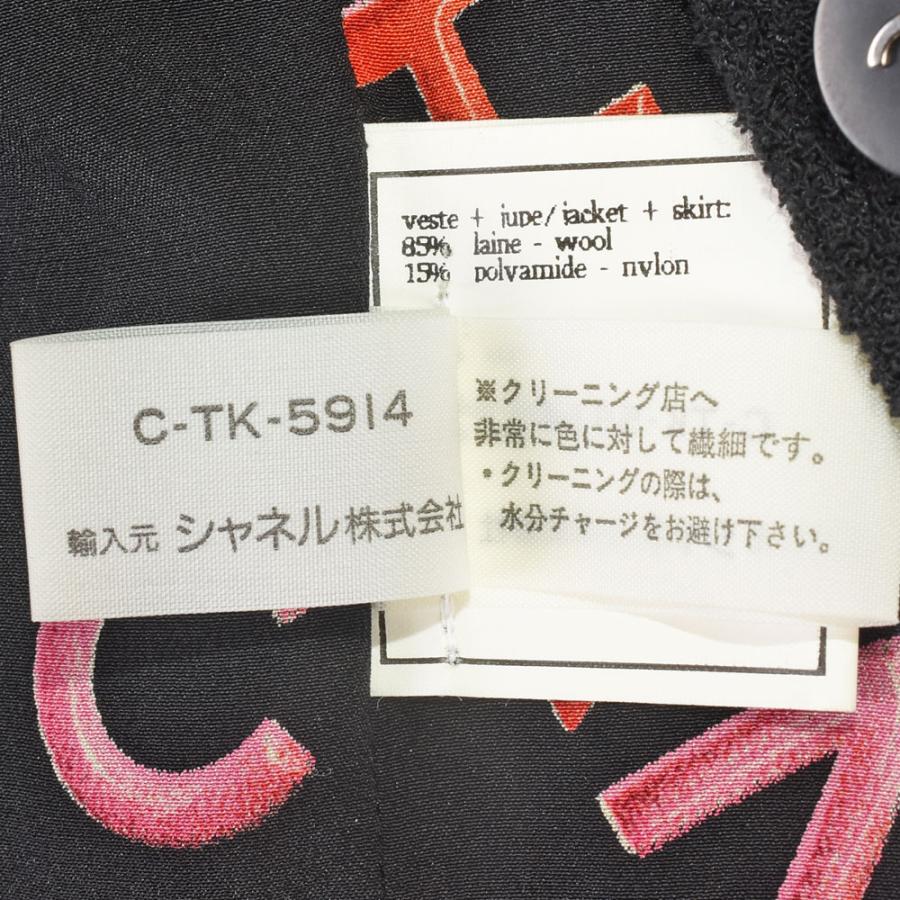 veste + jupe/ jacket + skirt:
85% laine - wool
15% polyamide - nylon
C-TK-5914
輸入元 シャネル株式会社
※クリーニング店へ
非常に色に対して繊細です。
・クリーニングの際は、
水分チャージをお避け下さい。